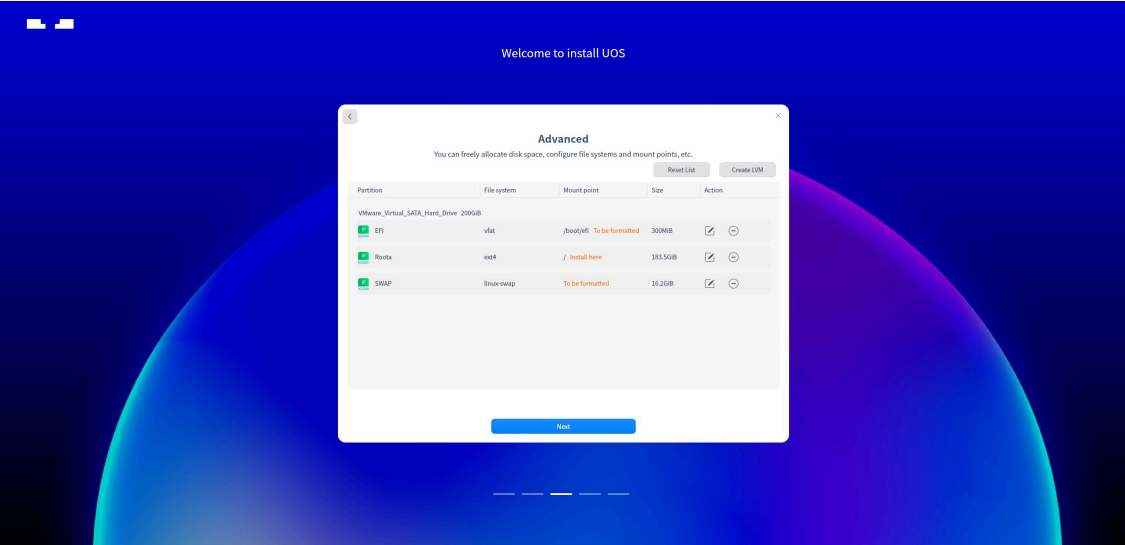 Welcome to install UOS
Advanced
You can freely allocate disk space, configure file systems and mount points, etc.
Reset List Create LVM
Partition File system Mount point Size Action
VMware_Virtual_SATA_Hard_Drive 200GiB
EFI vfat /boot/efi To be formatted 300MiB
Roota ext4 / Install here 183.5GiB
SWAP linux-swap To be formatted 16.2GiB
Next